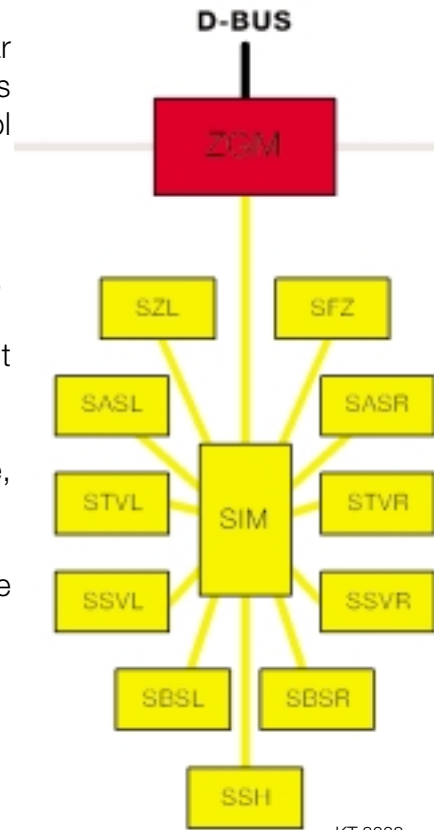 D-BUS
ZGM
SZL SFZ
SASL SASR
SIM
STVL STVR
SSVL SSVR
SBSL SBSR
SSH